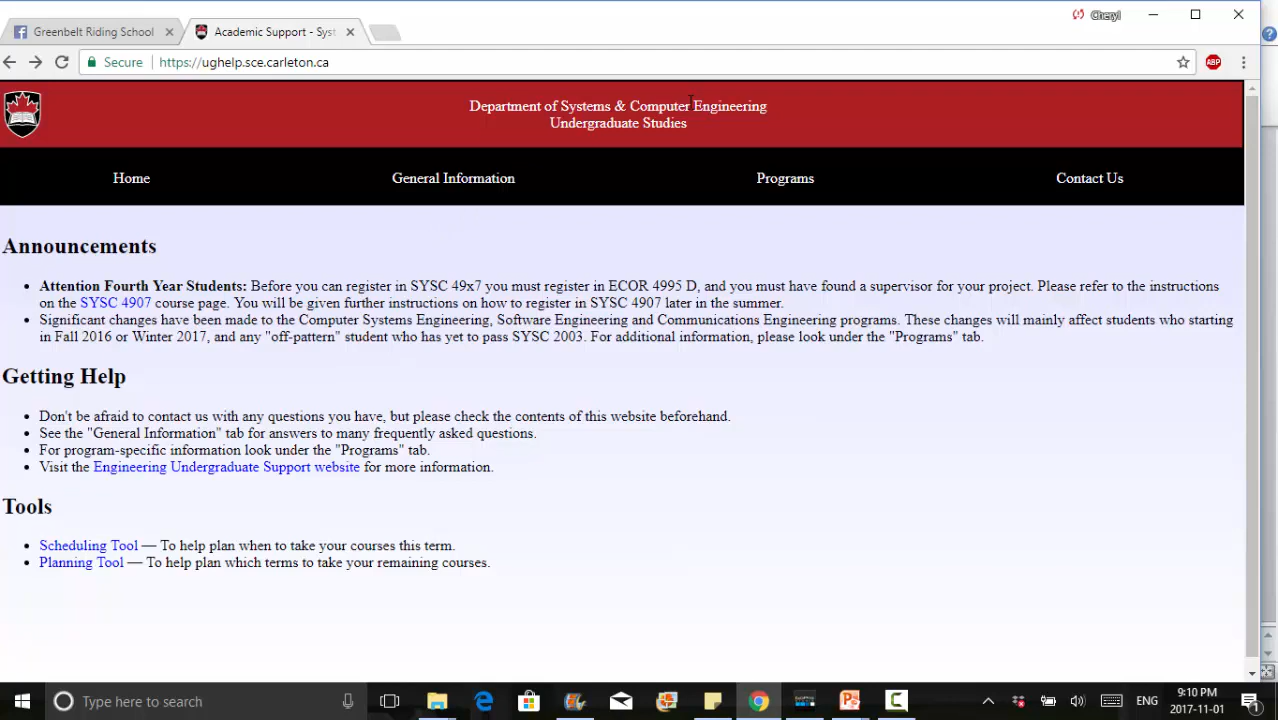 Cheryl
Greenbelt Riding School
Academic Support - Syst
Secure https://ughelp.sce.carleton.ca
ABP
Department of Systems & Computer Engineering
Undergraduate Studies
Home General Information Programs Contact Us
Announcements
Attention Fourth Year Students: Before you can register in SYSC 49x7 you must register in ECOR 4995 D, and you must have found a supervisor for your project. Please refer to the instructions
on the SYSC 4907 course page. You will be given further instructions on how to register in SYSC 4907 later in the summer.
Significant changes have been made to the Computer Systems Engineering, Software Engineering and Communications Engineering programs. These changes will mainly affect students who starting
in Fall 2016 or Winter 2017, and any "off-pattern" student who has yet to pass SYSC 2003. For additional information, please look under the "Programs" tab.
Getting Help
Don't be afraid to contact us with any questions you have, but please check the contents of this website beforehand.
See the "General Information" tab for answers to many frequently asked questions.
For program-specific information look under the "Programs" tab.
Visit the Engineering Undergraduate Support website for more information.
Tools
Scheduling Tool — To help plan when to take your courses this term.
Planning Tool — To help plan which terms to take your remaining courses.
Type here to search
ENG
9:10 PM
2017-11-01
1